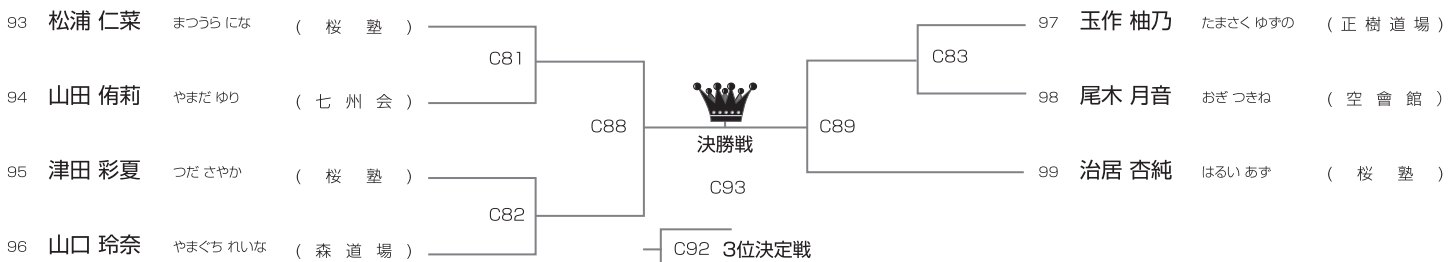 93 松浦 仁菜 まつうら にな ( 桜 塾 )
C81
94 山田 侑莉 やまだ ゆり ( 七 州 会 )
C88
95 津田 彩夏 つだ さやか ( 桜 塾 )
C82
96 山口 玲奈 やまぐち れいな ( 森 道 場 )
決勝戦
C93
C92 3位決定戦
97 玉作 柚乃 たまさく ゆずの ( 正 樹 道 場 )
C83
98 尾木 月音 おぎ つきね ( 空 會 館 )
C89
99 治居 杏純 はるい あず ( 桜 塾 )